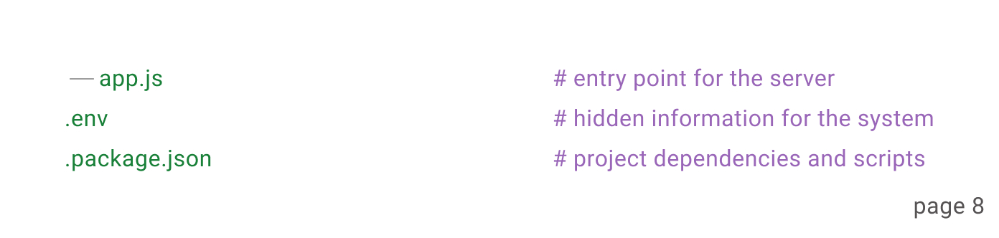 — app.js # entry point for the server
.env # hidden information for the system
.package.json # project dependencies and scripts
page 8